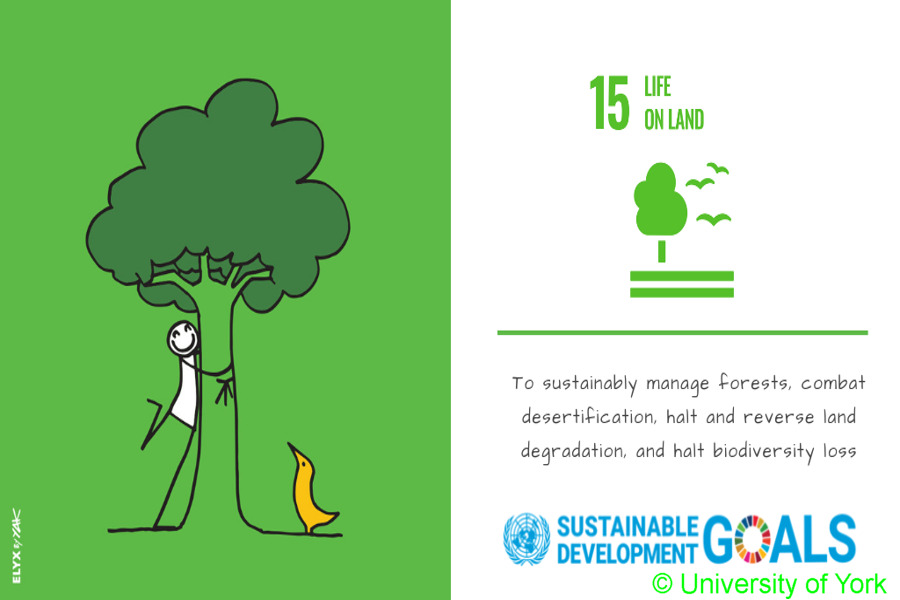 15 LIFE
ON LAND
To sustainably manage forests, combat
desertification, halt and reverse land
degradation, and halt biodiversity loss
SUSTAINABLE
DEVELOPMENT GOALS
© University of York
ELYX BY YAK